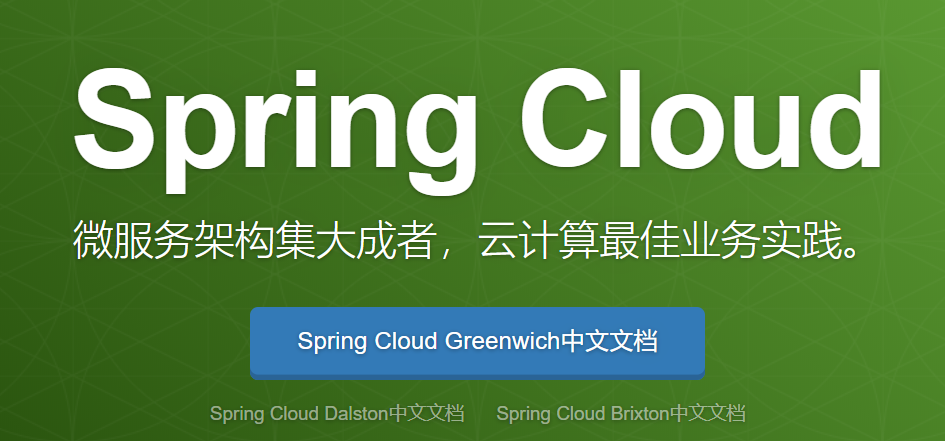 Spring Cloud
微服务架构集大成者，云计算最佳业务实践。
Spring Cloud Greenwich中文文档
Spring Cloud Dalston中文文档 Spring Cloud Brixton中文文档